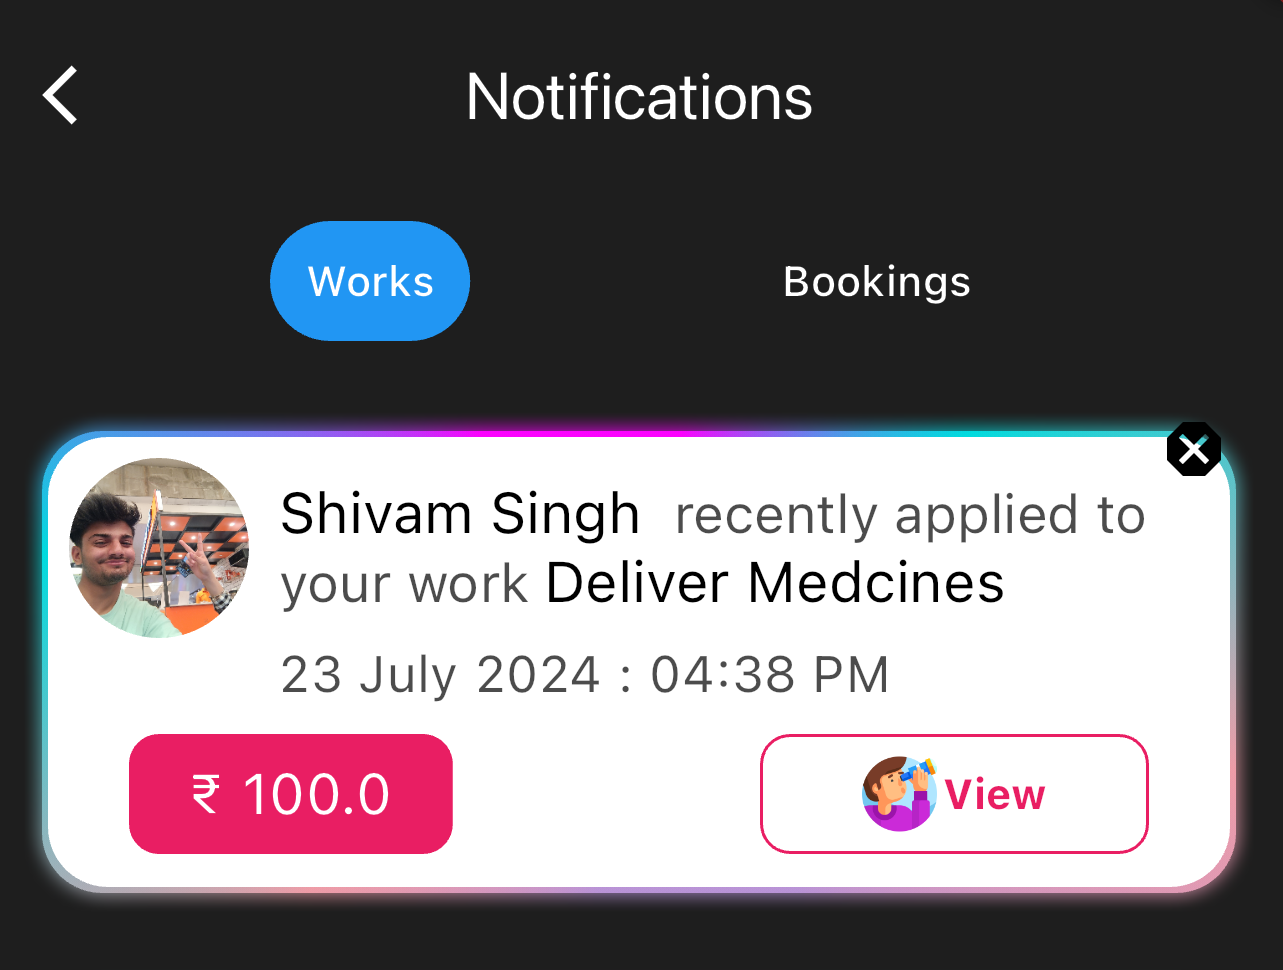 Notifications
Works
Bookings
Shivam Singh recently applied to
your work Deliver Medcines
23 July 2024 : 04:38 PM
₹ 100.0
View